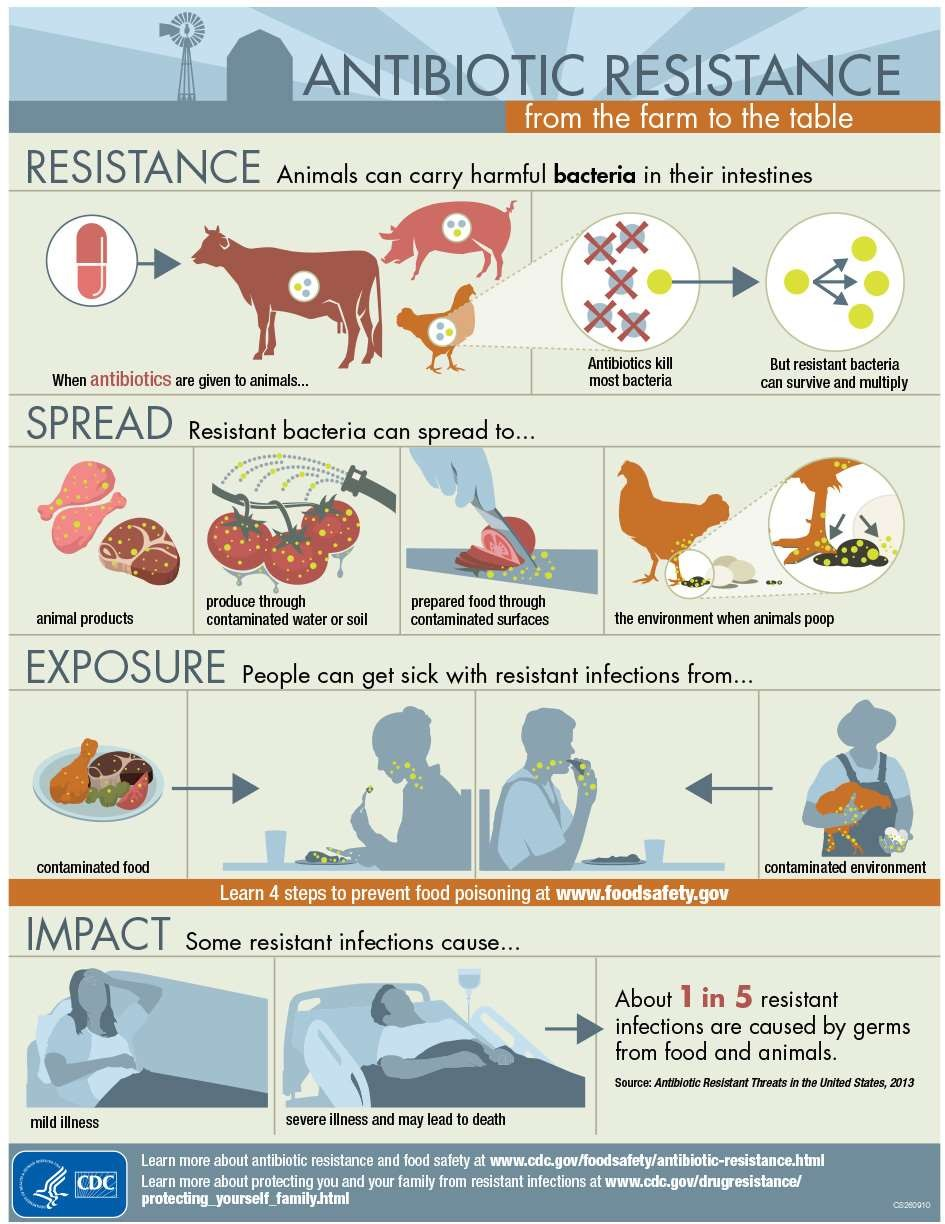 ANTIBIOTIC RESISTANCE
from the farm to the table
RESISTANCE Animals can carry harmful bacteria in their intestines
When antibiotics are given to animals...
Antibiotics kill
most bacteria
But resistant bacteria
can survive and multiply
SPREAD Resistant bacteria can spread to...
animal products
produce through
contaminated water or soil
prepared food through
contaminated surfaces
the environment when animals poop
EXPOSURE People can get sick with resistant infections from...
contaminated food
contaminated environment
Learn 4 steps to prevent food poisoning at www.foodsafety.gov
IMPACT Some resistant infections cause...
mild illness
severe illness and may lead to death
About 1 in 5 resistant
infections are caused by germs
from food and animals.
Source: Antibiotic Resistant Threats in the United States, 2013
CDC
Learn more about antibiotic resistance and food safety at www.cdc.gov/foodsafety/antibiotic-resistance.html
Learn more about protecting you and your family from resistant infections at www.cdc.gov/drugresistance/
protecting_yourself_family.html
CS260910